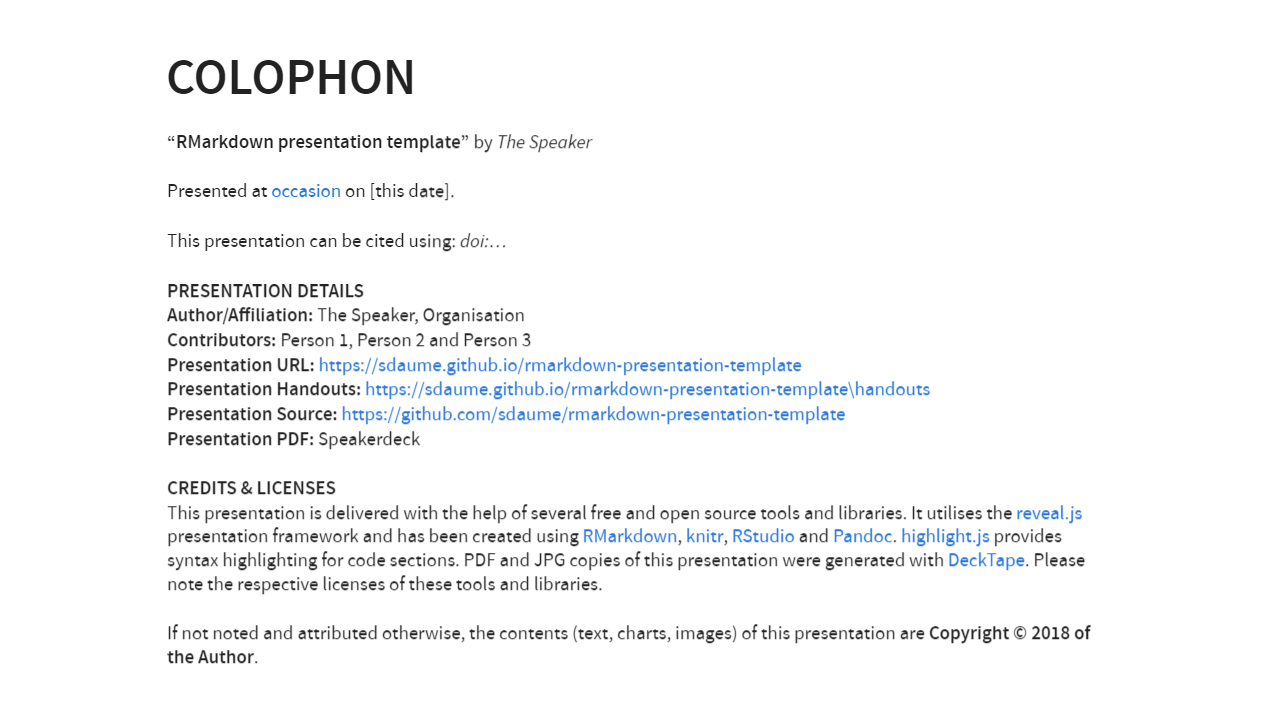 COLOPHON
“RMarkdown presentation template” by The Speaker
Presented at occasion on [this date].
This presentation can be cited using: doi:…
PRESENTATION DETAILS
Author/Affiliation: The Speaker, Organisation
Contributors: Person 1, Person 2 and Person 3
Presentation URL: https://sdaume.github.io/rmarkdown-presentation-template
Presentation Handouts: https://sdaume.github.io/rmarkdown-presentation-template\handouts
Presentation Source: https://github.com/sdaume/rmarkdown-presentation-template
Presentation PDF: Speakerdeck
CREDITS & LICENSES
This presentation is delivered with the help of several free and open source tools and libraries. It utilises the reveal.js
presentation framework and has been created using RMarkdown, knitr, RStudio and Pandoc. highlight.js provides
syntax highlighting for code sections. PDF and JPG copies of this presentation were generated with DeckTape. Please
note the respective licenses of these tools and libraries.
If not noted and attributed otherwise, the contents (text, charts, images) of this presentation are Copyright © 2018 of
the Author.